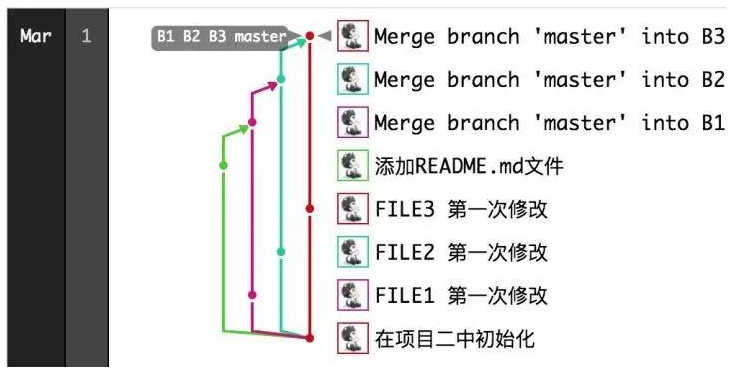 Mar 1 B1 B2 B3 master Merge branch 'master' into B3
Merge branch 'master' into B2
Merge branch 'master' into B1
添加README.md文件
FILE3 第一次修改
FILE2 第一次修改
FILE1 第一次修改
在项目二中初始化